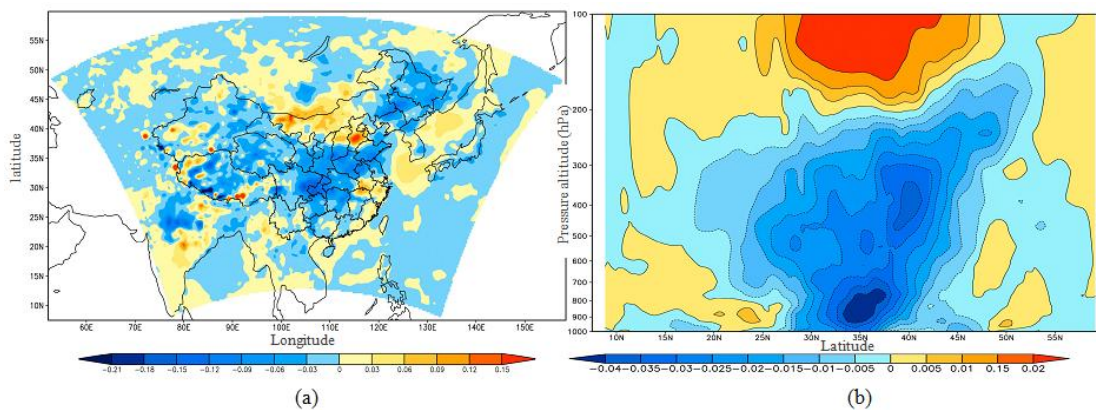 55N
50N
45N
40N
35N
30N
25N
20N
15N
10N
latitude
60E 70E 80E 90E 100E 110E 120E 130E 140E 150E
Longitude
-0.21 -0.18 -0.15 -0.12 -0.09 -0.06 -0.03 0 0.03 0.06 0.09 0.12 0.15
(a)
100
200
300
400
500
600
700
800
900
1000
Pressure altitude(hPa)
10N 15N 20N 25N 30N 35N 40N 45N 50N 55N
Latitude
-0.04 -0.035 -0.03 -0.025 -0.02 -0.015 -0.01 -0.005 0 0.005 0.01 0.15 0.02
(b)